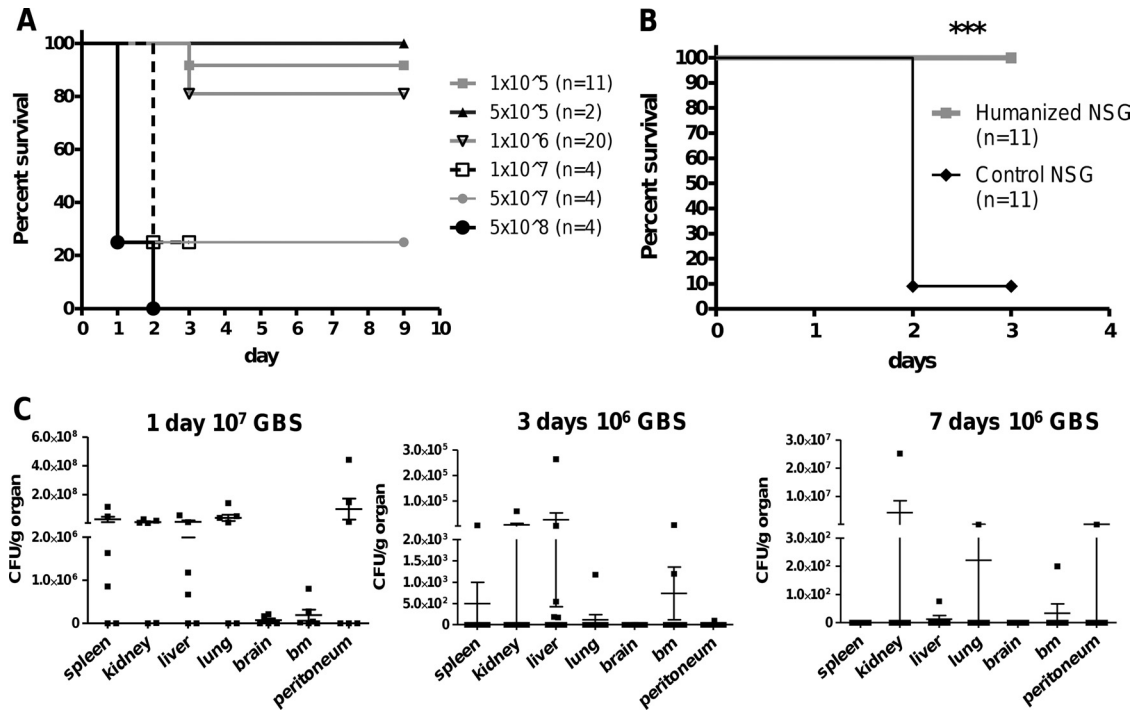 A
Percent survival
100
80
60
40
20
0
0 1 2 3 4 5 6 7 8 9 10
day
1x10^5 (n=11)
5x10^5 (n=2)
1x10^6 (n=20)
1x10^7 (n=4)
5x10^7 (n=4)
5x10^8 (n=4)
B
***
Percent survival
100
90
80
70
60
50
40
30
20
10
0
0 1 2 3 4
days
Humanized NSG
(n=11)
Control NSG
(n=11)
C
1 day 10⁷ GBS
CFU/g organ
6.0×10⁸
4.0×10⁸
2.0×10⁸
2.0×10⁶
1.0×10⁶
0
spleen kidney liver lung brain bm peritoneum
3 days 10⁶ GBS
CFU/g organ
3.0×10⁵
2.0×10⁵
1.0×10⁵
2.0×10³
1.5×10³
1.0×10³
5.0×10²
0
spleen kidney liver lung brain bm peritoneum
7 days 10⁶ GBS
CFU/g organ
3.0×10⁷
2.0×10⁷
1.0×10⁷
3.0×10²
2.0×10²
1.0×10²
0
spleen kidney liver lung brain bm peritoneum